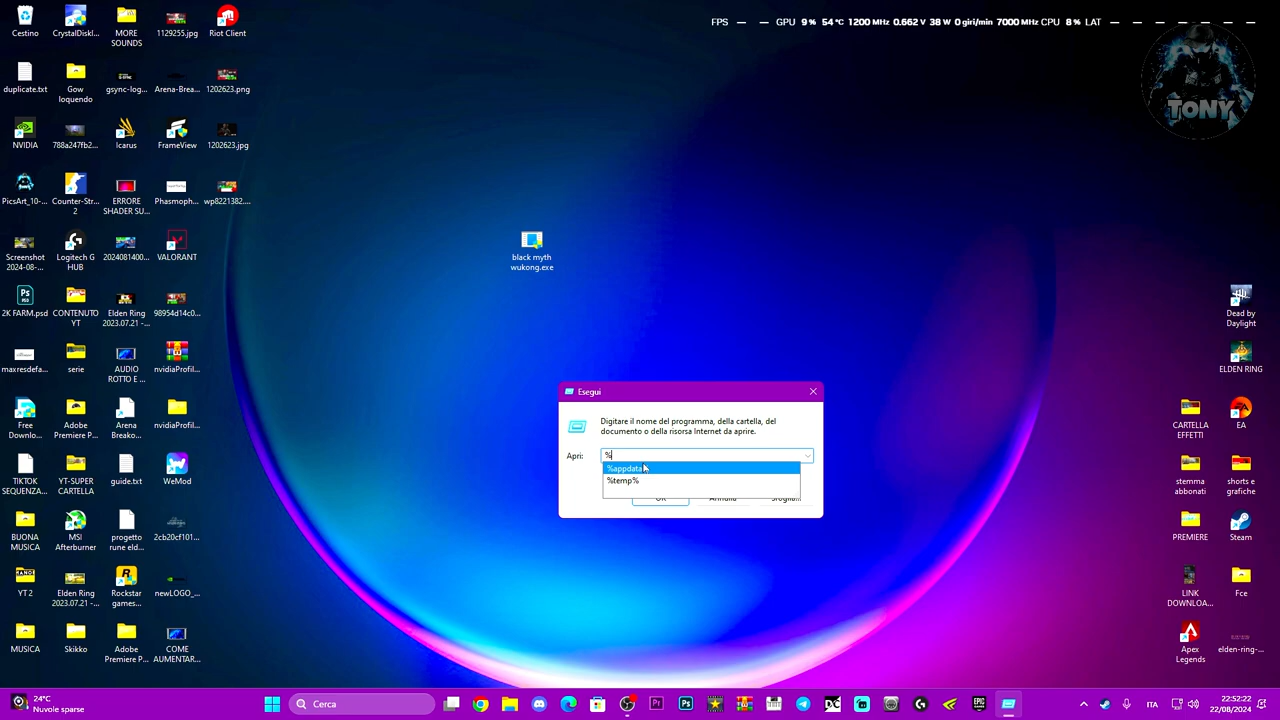 FPS — — GPU 9 % 54 °C 1200 MHz 0.662 V 38 W 0 giri/min 7000 MHz CPU 8 % LAT — — — — — — —
TONY
Cestino
CrystalDiskI...
MORE
SOUNDS
1129255.jpg
Riot Client
duplicate.txt
Gow
loquendo
gsync-log...
Arena-Brea...
1202623.png
NVIDIA
788a247fb2...
Icarus
FrameView
1202623.jpg
PicsArt_10-...
Counter-Str...
2
ERRORE
SHADER SU...
Phasmoph...
wp8221382....
Screenshot
2024-08-...
Logitech G
HUB
2024081400...
VALORANT
black myth
wukong.exe
2K FARM.psd
CONTENUTO
YT
Elden Ring
2023.07.21 -...
98954d14c0...
Dead by
Daylight
maxresdefa...
serie
AUDIO
ROTTO E ...
nvidiaProfil...
ELDEN RING
Free
Downlo...
Adobe
Premiere P...
Arena
Breako...
nvidiaProfil...
CARTELLA
EFFETTI
EA
TIKTOK
SEQUENZA...
YT-SUPER
CARTELLA
guide.txt
WeMod
stemma
abbonati
shorts e
grafiche
BUONA
MUSICA
MSI
Afterburner
progetto
rune eld...
2cb20cf101...
PREMIERE
Steam
YT 2
Elden Ring
2023.07.21 -...
Rockstar
games...
newLOGO_...
LINK
DOWNLOA...
Fce
MUSICA
Skikko
Adobe
Premiere P...
COME
AUMENTAR...
Apex
Legends
elden-ring-...
Esegui
Digitare il nome del programma, della cartella, del
documento o della risorsa Internet da aprire.
Apri:
%
%appdata
%temp%
OK Annulla Sfoglia...
24°C
Nuvole sparse
Cerca
ITA
22:52:22
22/08/2024